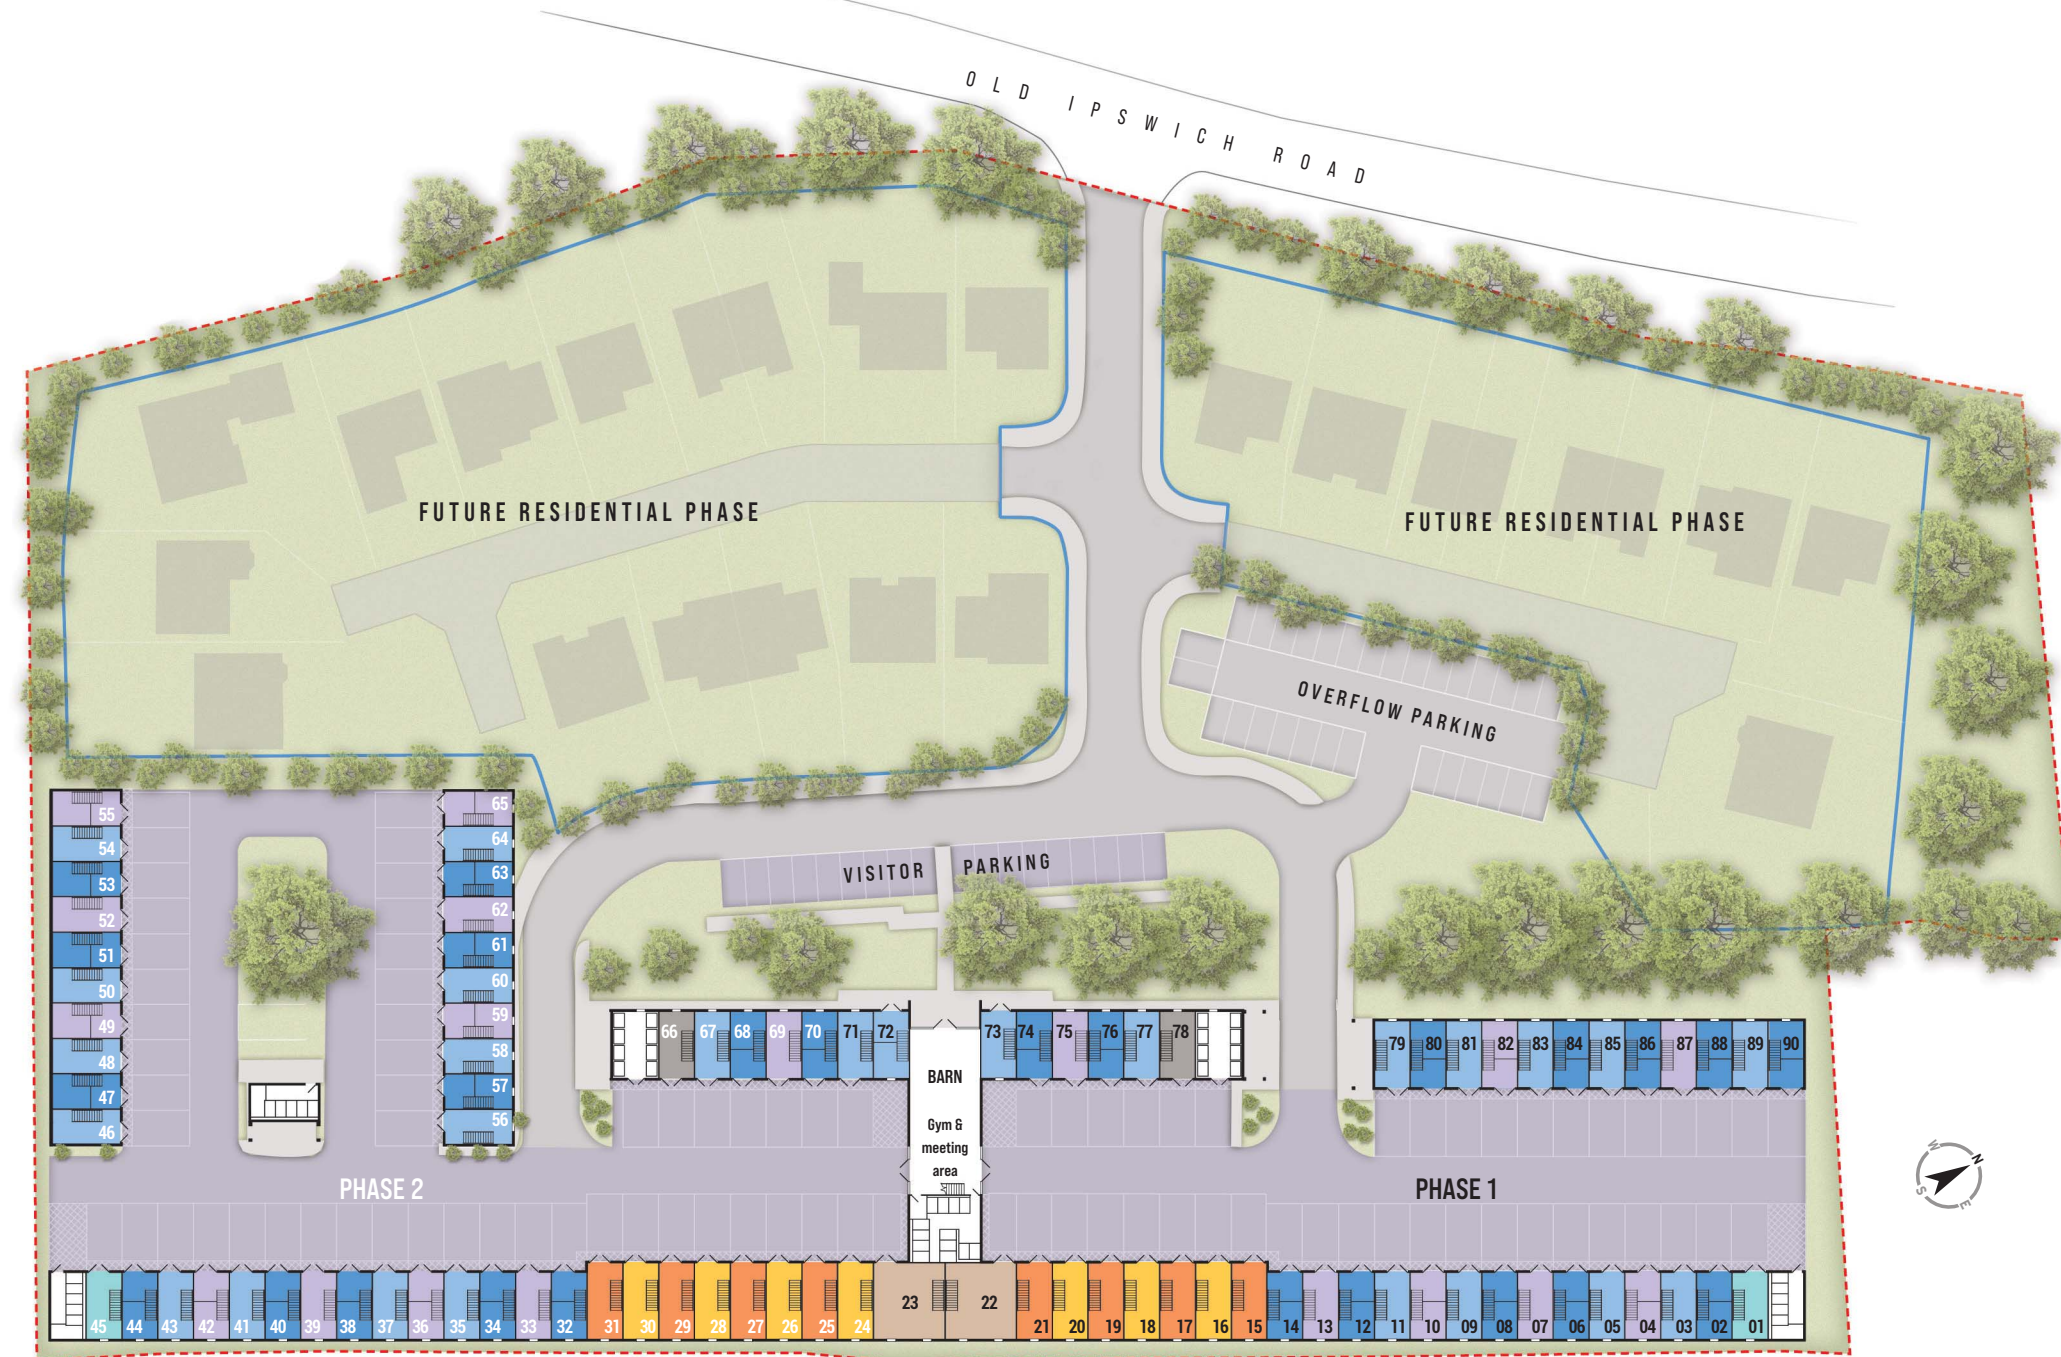 OLD IPSWICH ROAD
FUTURE RESIDENTIAL PHASE
FUTURE RESIDENTIAL PHASE
OVERFLOW PARKING
VISITOR PARKING
55
54
53
52
51
50
49
48
47
46
65
64
63
62
61
60
59
58
57
56
66 67 68 69 70 71 72
73 74 75 76 77 78
79 80 81 82 83 84 85 86 87 88 89 90
BARN
Gym &
meeting
area
PHASE 2
PHASE 1
W N
S E
45 44 43 42 41 40 39 38 37 36 35 34 33 32 31 30 29 28 27 26 25 24 23 22 21 20 19 18 17 16 15 14 13 12 11 10 09 08 07 06 05 04 03 02 01